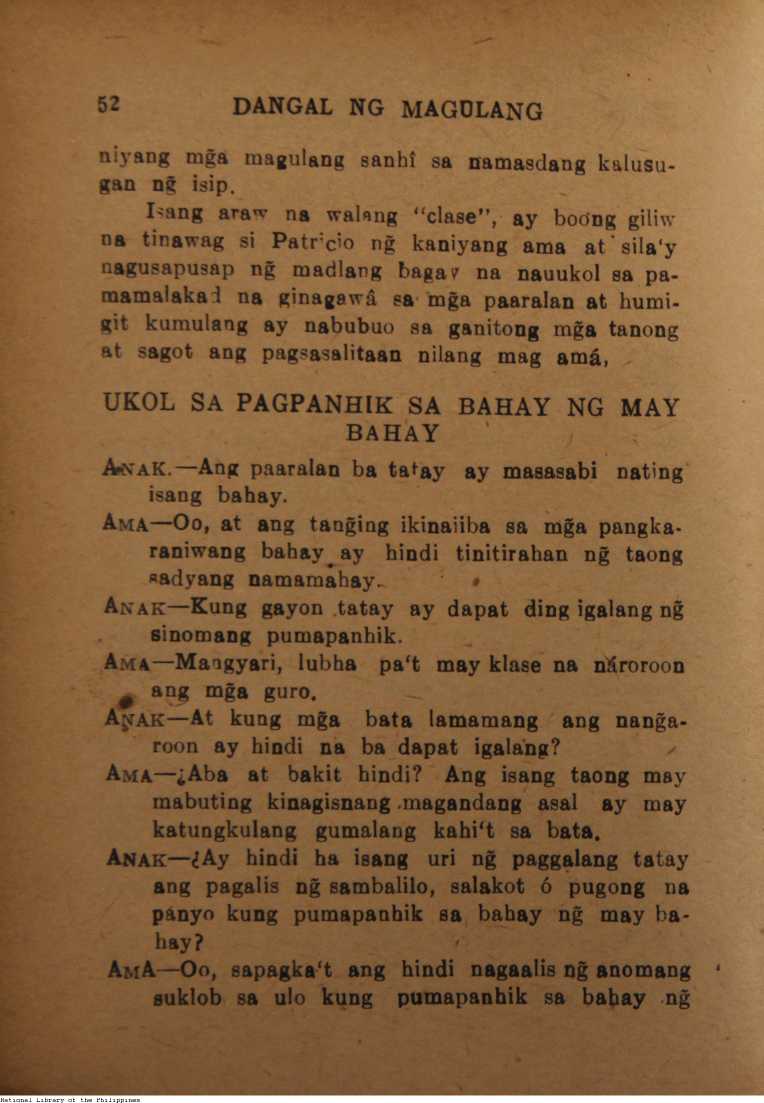 52 DANGAL NG MAGULANG
niyang mg̃a magulang sanhî sa namasdang kalusu-
gan ng̃ isip.
Isang araw na walang “clase”, ay boong giliw
na tinawag si Patricio ng̃ kaniyang ama at sila‘y
nagusapusap ng̃ madlang bagay na nauukol sa pa-
mamalakad na ginagawâ sa mg̃a paaralan at humi-
git kumulang ay nabubuo sa ganitong mg̃a tanong
at sagot ang pagsasalitaan nilang mag amá,
UKOL SA PAGPANHIK SA BAHAY NG MAY
BAHAY
ANAK.—Ang paaralan ba tatay ay masasabi nating
isang bahay.
AMA—Oo, at ang tang̃ing ikinaiiba sa mg̃a pangka-
raniwang bahay ay hindi tinitirahan ng̃ taong
sadyang namamahay.
ANAK—Kung gayon tatay ay dapat ding igalang ng̃
sinomang pumapanhik.
AMA—Mangyari, lubha pa‘t may klase na nároroon
ang mg̃a guro.
ANAK—At kung mg̃a bata lamamang ang nang̃a-
roon ay hindi na ba dapat igalang?
AMA—¿Aba at bakit hindi? Ang isang taong may
mabuting kinagisnang magandang asal ay may
katungkulang gumalang kahi‘t sa bata.
ANAK—¿Ay hindi ha isang uri ng̃ paggalang tatay
ang pagalis ng̃ sambalilo, salakot ó pugong na
panyo kung pumapanhik sa bahay ng̃ may ba-
hay?
AMA—Oo, sapagka‘t ang hindi nagaalis ng̃ anomang
suklob sa ulo kung pumapanhik sa bahay ng̃
National Library of the Philippines